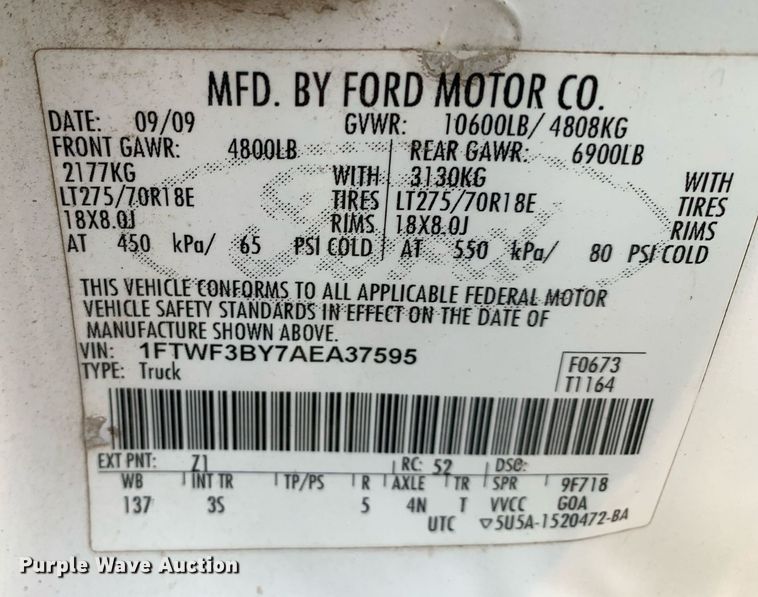 MFD. BY FORD MOTOR CO.
DATE: 09/09 GVWR: 10600LB/ 4808KG
FRONT GAWR: 4800LB REAR GAWR: 6900LB
2177KG WITH 3130KG WITH
LT275/70R18E TIRES LT275/70R18E TIRES
18X8.0J RIMS 18X8.0J RIMS
AT 450 kPa/ 65 PSI COLD AT 550 kPa/ 80 PSI COLD
THIS VEHICLE CONFORMS TO ALL APPLICABLE FEDERAL MOTOR
VEHICLE SAFETY STANDARDS IN EFFECT ON THE DATE OF
MANUFACTURE SHOWN ABOVE.
VIN: 1FTWF3BY7AEA37595
TYPE: Truck
F0673
T1164
EXT PNT: Z1 RC: 52 DSO:
WB INT TR TP/PS R AXLE TR SPR 9F718
137 3S 5 4N T VVCC GOA
UTC ▽5U5A-1520472-BA
Purple Wave Auction